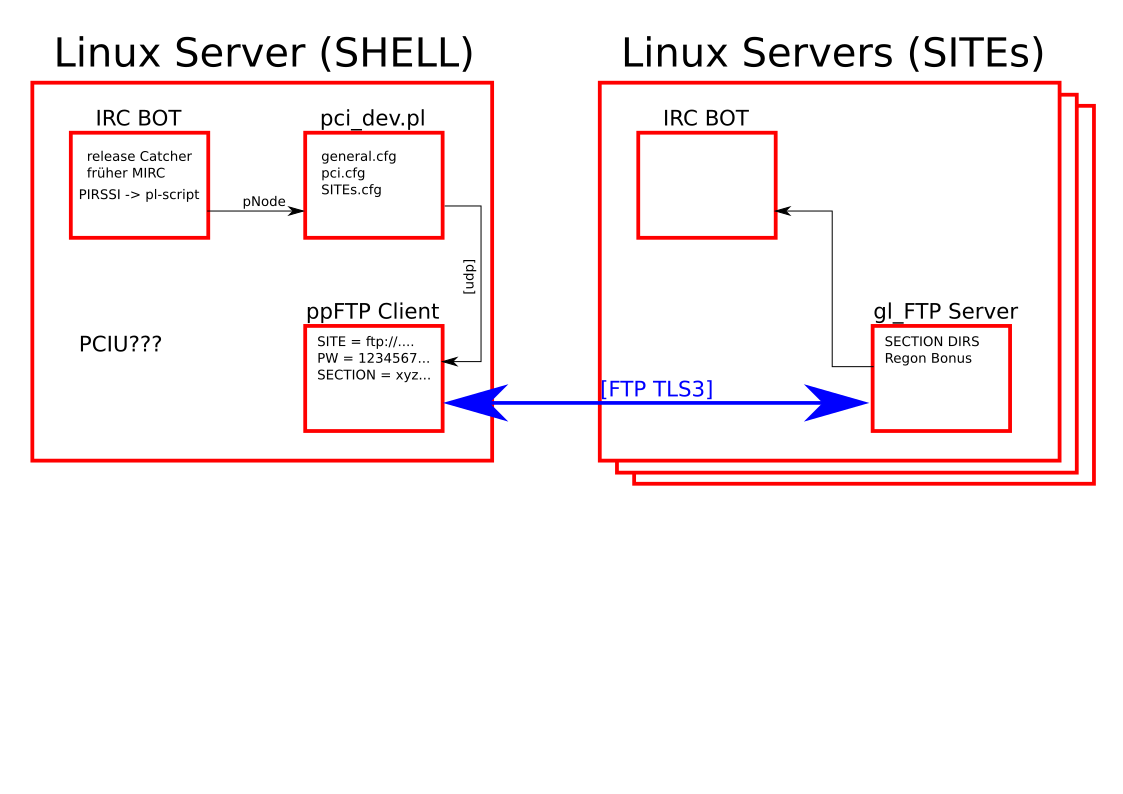 Linux Server (SHELL)
IRC BOT
release Catcher
früher MIRC
PIRSSI -> pl-script
pNode
pci_dev.pl
general.cfg
pci.cfg
SITEs.cfg
[udp]
PCIU???
ppFTP Client
SITE = ftp://....
PW = 1234567...
SECTION = xyz...
[FTP TLS3]
Linux Servers (SITEs)
IRC BOT
gl_FTP Server
SECTION DIRS
Regon Bonus